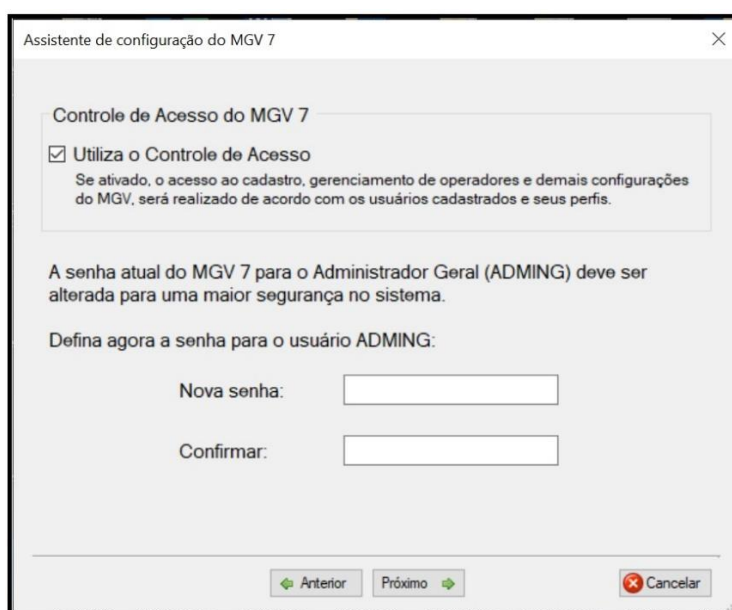 Assistente de configuração do MGV 7
Controle de Acesso do MGV 7
Utiliza o Controle de Acesso
Se ativado, o acesso ao cadastro, gerenciamento de operadores e demais configurações
do MGV, será realizado de acordo com os usuários cadastrados e seus perfis.
A senha atual do MGV 7 para o Administrador Geral (ADMING) deve ser
alterada para uma maior segurança no sistema.
Defina agora a senha para o usuário ADMING:
Nova senha:
Confirmar:
Anterior Próximo Cancelar